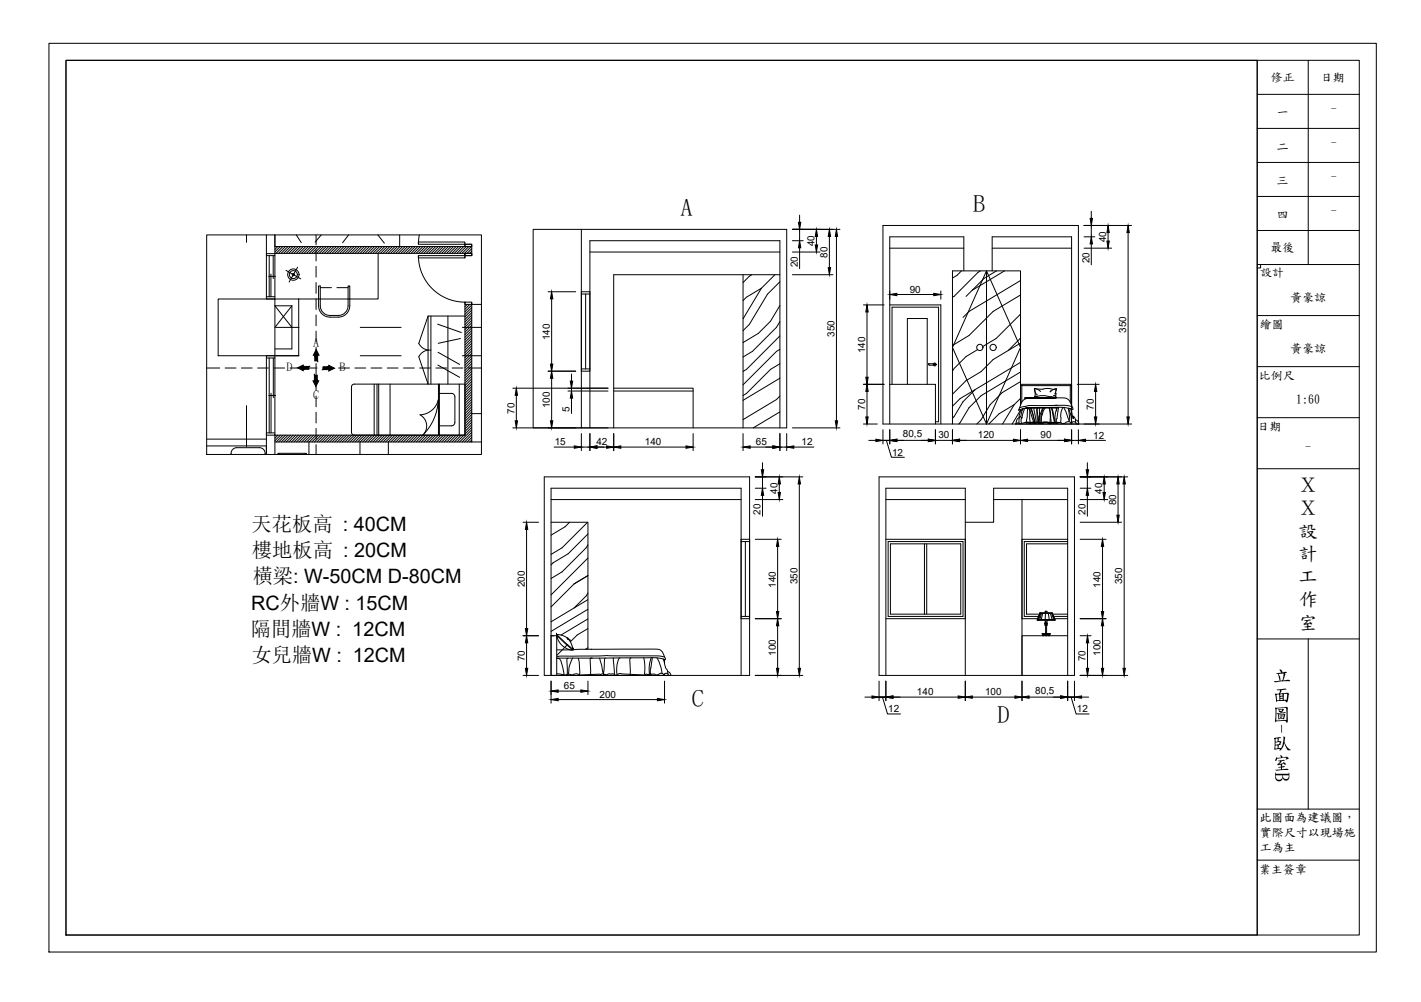 A
B
40
20
80
350
140
100
70
5
15
42
140
65
12
40
20
350
90
140
70
70
80,5
30
120
90
12
12
A
D
B
C
天花板高 : 40CM
樓地板高 : 20CM
橫梁: W-50CM D-80CM
RC外牆W : 15CM
隔間牆W : 12CM
女兒牆W : 12CM
40
20
350
200
70
140
100
65
200
C
40
20
80
350
140
100
70
140
100
80,5
12
12
D
修正 日期
一 -
二 -
三 -
四 -
最後
設計
黃豪諒
繪圖
黃豪諒
比例尺
1:60
日期
-
XX設計工作室
立面圖-臥室B
此圖面為建議圖，
實際尺寸以現場施
工為主
業主簽章